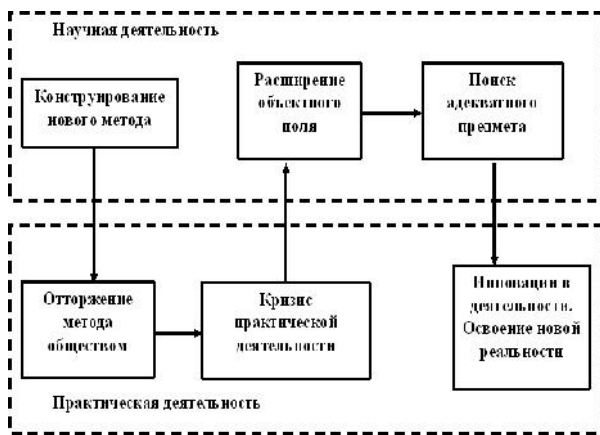 Научная деятельность
Конструирование
нового метода
Расширение
объектного
поля
Поиск
адекватного
предмета
Отторжение
метода
обществом
Кризис
практической
деятельности
Инновации в
деятельности.
Освоение новой
реальности
Практическая деятельность